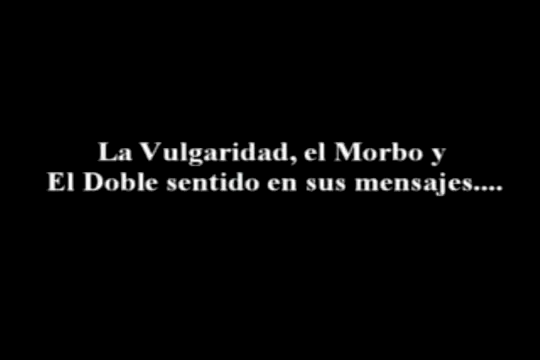 La Vulgaridad, el Morbo y
El Doble sentido en sus mensajes....